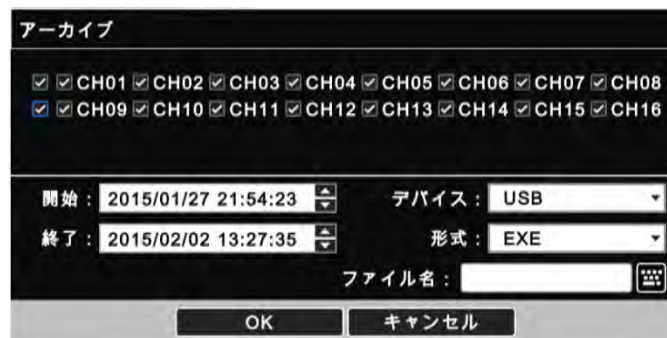 アーカイブ
CH01 CH02 CH03 CH04 CH05 CH06 CH07 CH08
CH09 CH10 CH11 CH12 CH13 CH14 CH15 CH16
開始： 2015/01/27 21:54:23 デバイス： USB
終了： 2015/02/02 13:27:35 形式： EXE
ファイル名：
OK キャンセル